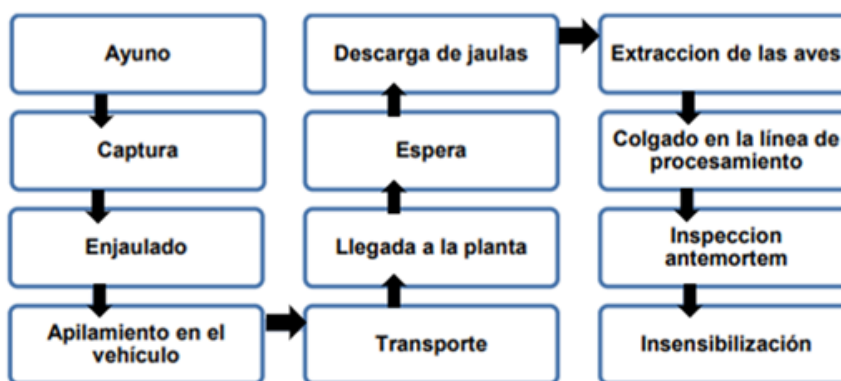 Ayuno
Captura
Enjaulado
Apilamiento en el
vehículo
Transporte
Llegada a la planta
Espera
Descarga de jaulas
Extraccion de las aves
Colgado en la línea de
procesamiento
Inspeccion
antemortem
Insensibilización